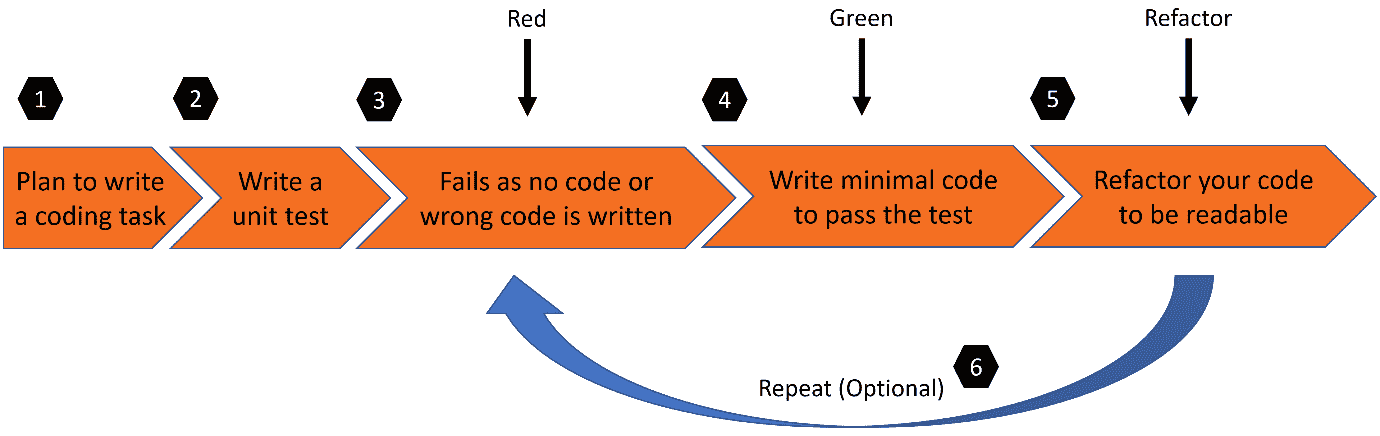 Red
Green
Refactor
1
2
3
4
5
Plan to write
a coding task
Write a
unit test
Fails as no code or
wrong code is written
Write minimal code
to pass the test
Refactor your code
to be readable
6
Repeat (Optional)